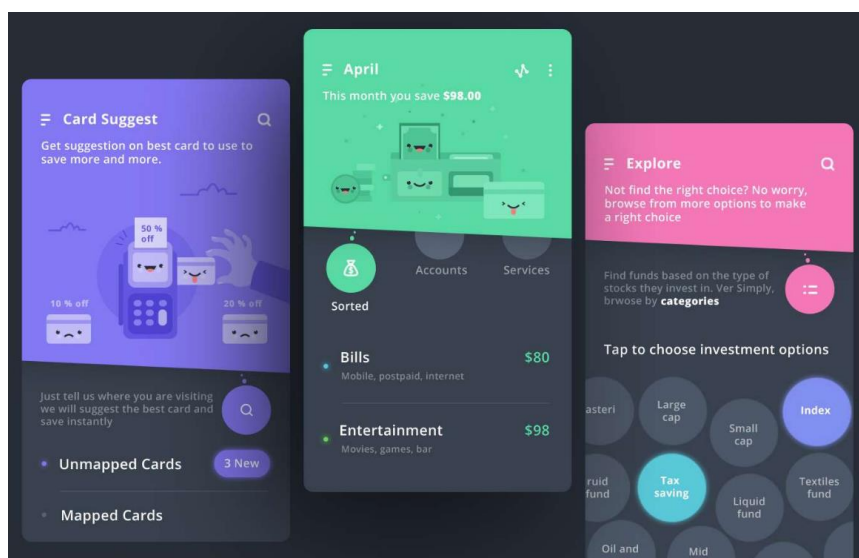 Card Suggest
Get suggestion on best card to use to
save more and more.
50 %
off
10 % off
20 % off
Just tell us where you are visiting
we will suggest the best card and
save instantly
Unmapped Cards
3 New
Mapped Cards
April
This month you save $98.00
Sorted
Accounts
Services
Bills
$80
Mobile, postpaid, internet
Entertainment
$98
Movies, games, bar
Explore
Not find the right choice? No worry,
browse from more options to make
a right choice
Find funds based on the type of
stocks they invest in. Ver Simply,
brwose by categories
Tap to choose investment options
asteri
Large
cap
Small
cap
Index
ruid
fund
Tax
saving
Liquid
fund
Textiles
fund
Oil and
Mid